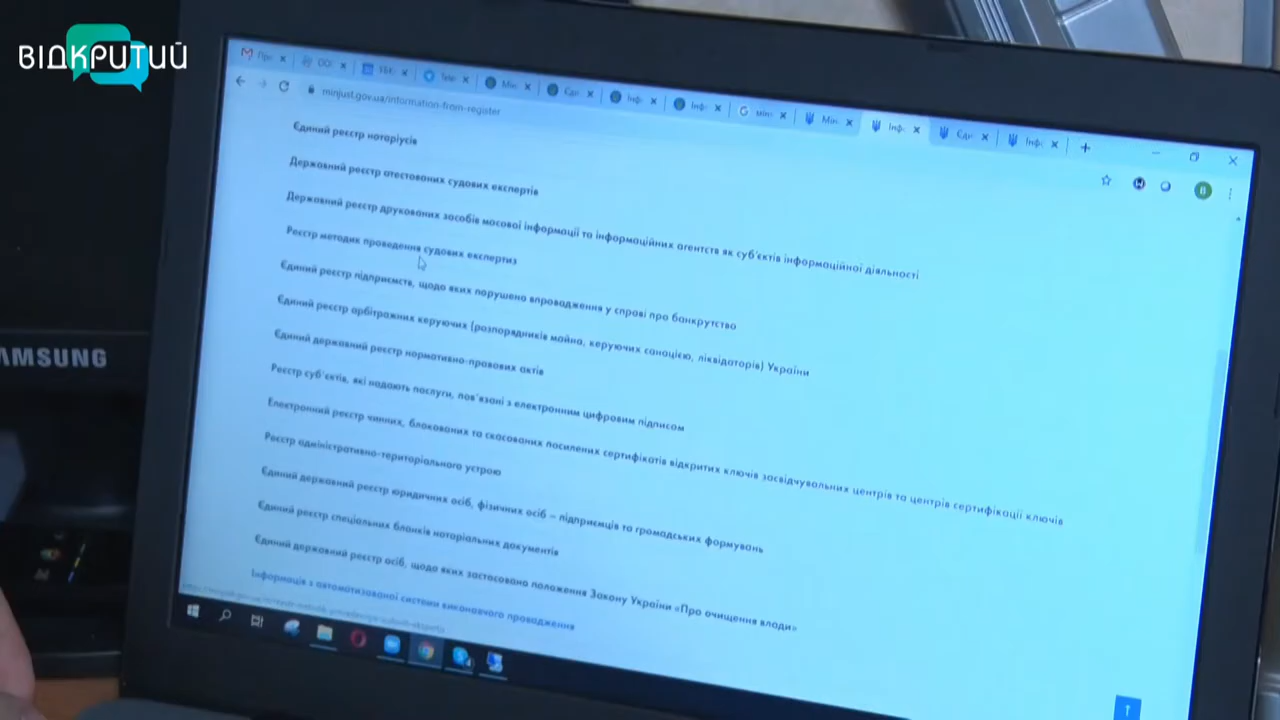 ВІДКРИТИЙ
minjust.gov.ua/information-from-register
Єдиний реєстр нотаріусів
Державний реєстр атестованих судових експертів
Державний реєстр друкованих засобів масової інформації та інформаційних агентств як суб'єктів інформаційної діяльності
Реєстр методик проведення судових експертиз
Єдиний реєстр підприємств, щодо яких порушено впровадження у справі про банкрутство
Єдиний реєстр арбітражних керуючих (розпорядників майна, керуючих санацією, ліквідаторів) України
Єдиний державний реєстр нормативно-правових актів
Реєстр суб'єктів, які надають послуги, пов'язані з електронним цифровим підписом
Електронний реєстр чинних, блокованих та скасованих посилених сертифікатів відкритих ключів засвідчувальних центрів та центрів сертифікації ключів
Реєстр адміністративно-територіального устрою
Єдиний державний реєстр юридичних осіб, фізичних осіб – підприємців та громадських формувань
Єдиний реєстр спеціальних бланків нотаріальних документів
Єдиний державний реєстр осіб, щодо яких застосовано положення Закону України «Про очищення влади»
Інформація з автоматизованої системи виконавчого провадження
AMSUNG